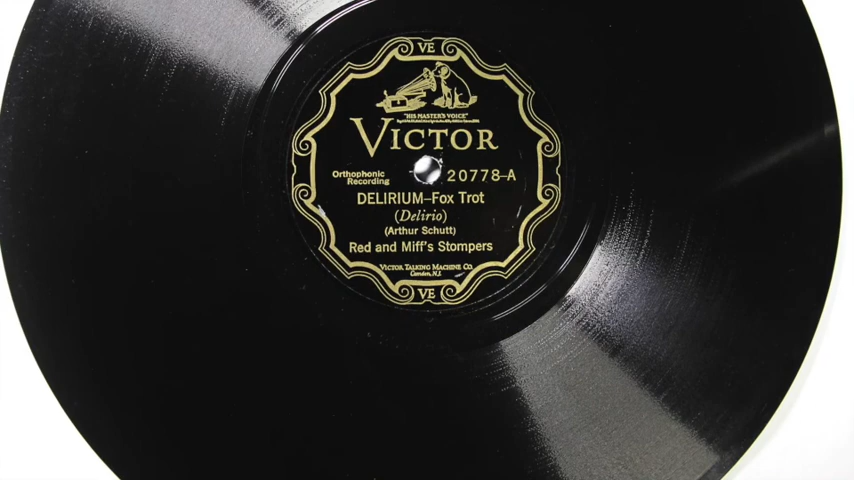 VE
"HIS MASTER'S VOICE"
VICTOR
Orthophonic
Recording
20778-A
DELIRIUM—Fox Trot
(Delirio)
(Arthur Schutt)
Red and Miff's Stompers
VICTOR TALKING MACHINE CO.
Camden, N.J.
VE